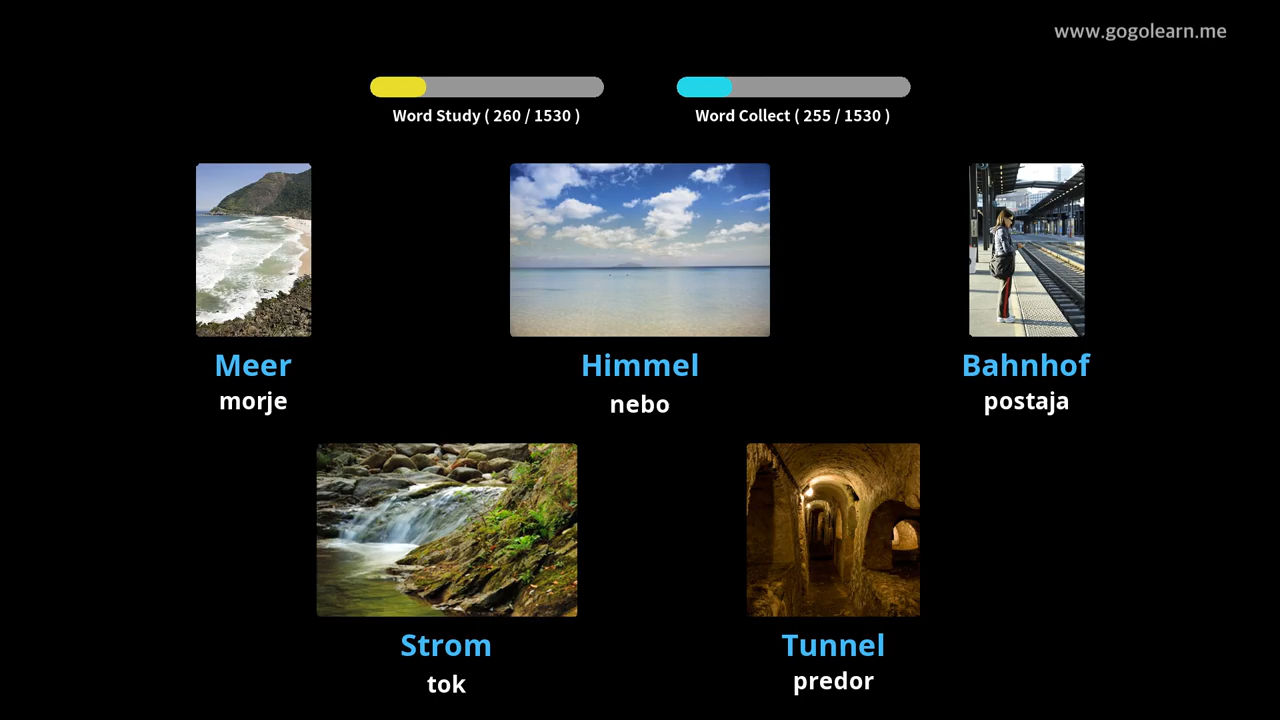 www.gogolearn.me
Word Study ( 260 / 1530 )
Word Collect ( 255 / 1530 )
Meer
morje
Himmel
nebo
Bahnhof
postaja
Strom
tok
Tunnel
predor